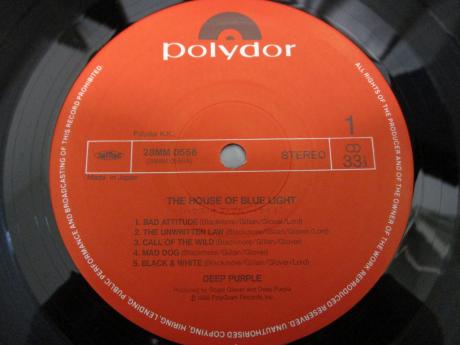 polydor
Polydor K.K.
28MM 0556
Made in Japan
STEREO
1
33⅓
THE HOUSE OF BLUE LIGHT
1. BAD ATTITUDE (Blackmore/Gillan/Glover/Lord)
2. THE UNWRITTEN LAW (Blackmore/Gillan/Glover/Paice)
3. CALL OF THE WILD (Blackmore/Gillan/Glover/Lord)
4. MAD DOG (Blackmore/Gillan/Glover)
5. BLACK & WHITE (Blackmore/Gillan/Glover/Lord)
DEEP PURPLE
Produced by Roger Glover and Deep Purple
PolyGram Records, Inc.
ALL RIGHTS OF THE PRODUCER AND OF THE OWNER OF THE WORK REPRODUCED RESERVED. UNAUTHORISED COPYING, HIRING, LENDING, PUBLIC PERFORMANCE AND BROADCASTING OF THIS RECORD PROHIBITED.